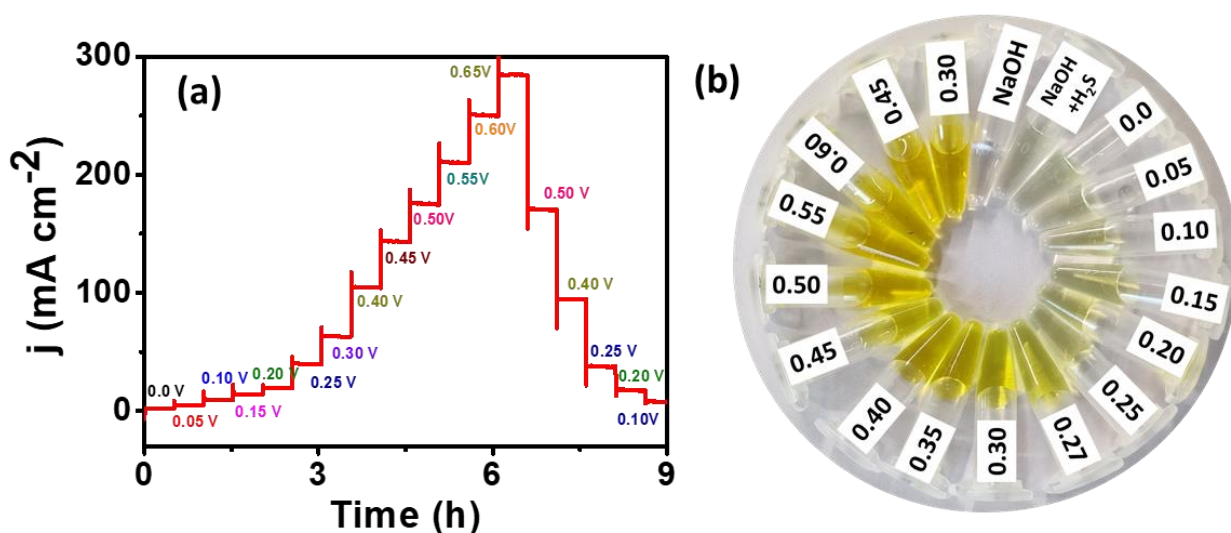 (a)
j (mA cm-2)
300
200
100
0
0.0 V
0.05 V
0.10 V
0.15 V
0.20 V
0.25 V
0.30 V
0.40 V
0.45 V
0.50V
0.55V
0.60V
0.65V
0.50 V
0.40 V
0.25 V
0.20 V
0.10V
0
3
6
9
Time (h)
(b)
NaOH
NaOH
+H2S
0.0
0.05
0.10
0.15
0.20
0.25
0.27
0.30
0.35
0.40
0.45
0.50
0.55
0.60
0.45
0.30